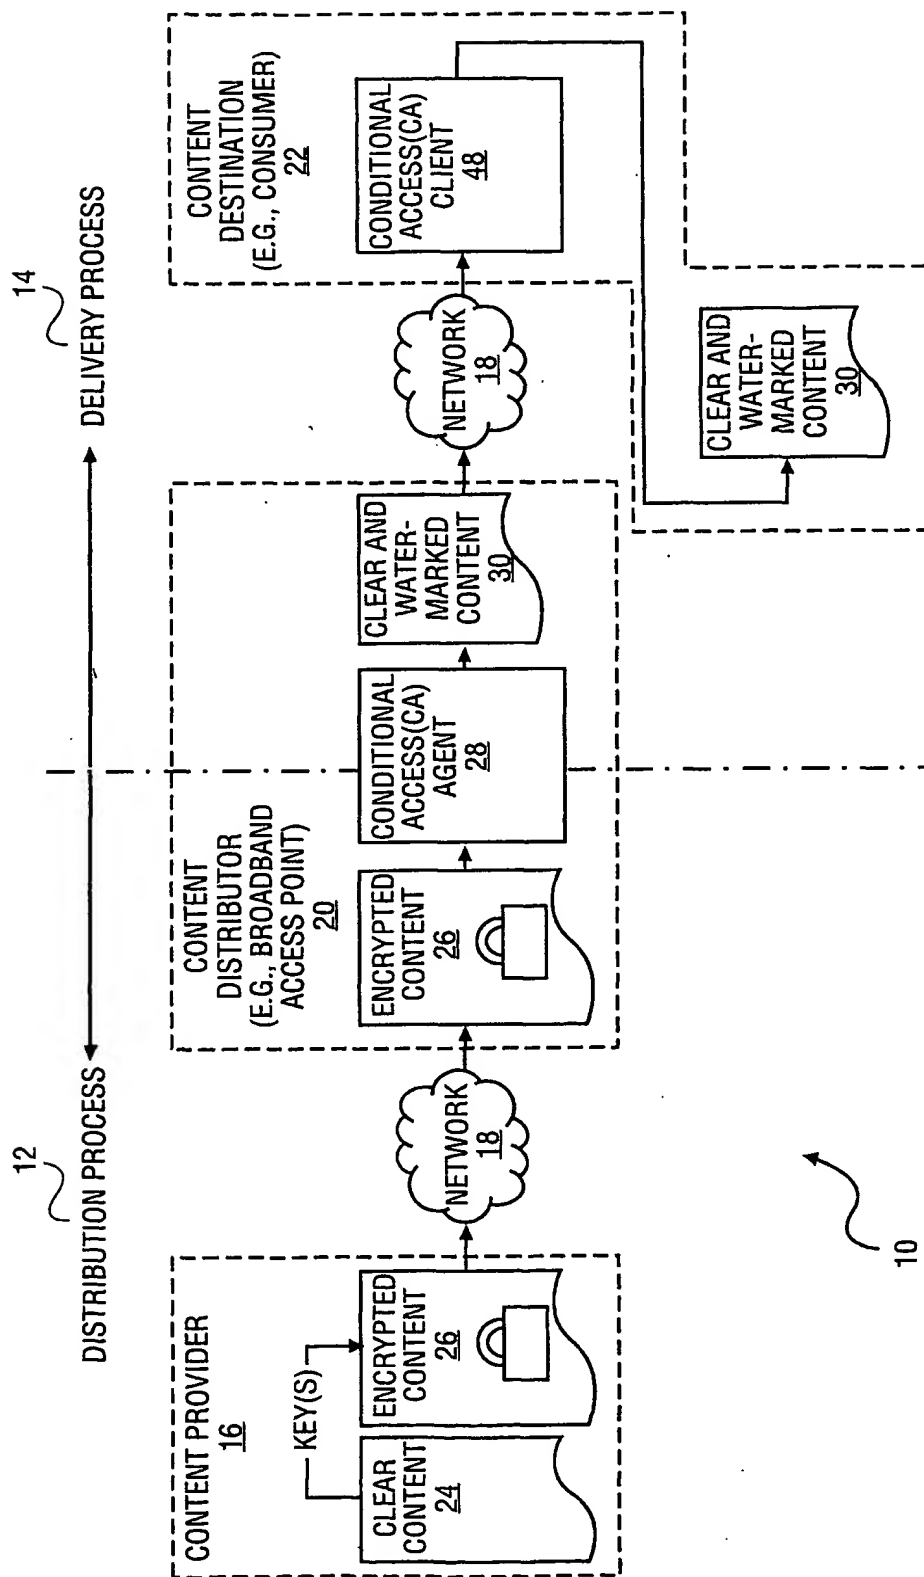 12
DISTRIBUTION PROCESS
14
DELIVERY PROCESS
CONTENT PROVIDER
16
KEY(S)
CLEAR
CONTENT
24
ENCRYPTED
CONTENT
26
NETWORK
18
CONTENT
DISTRIBUTOR
(E.G., BROADBAND
ACCESS POINT)
20
ENCRYPTED
CONTENT
26
CONDITIONAL
ACCESS(CA)
AGENT
28
CLEAR AND
WATER-
MARKED
CONTENT
30
NETWORK
18
CONTENT
DESTINATION
(E.G., CONSUMER)
22
CONDITIONAL
ACCESS(CA)
CLIENT
48
CLEAR AND
WATER-
MARKED
CONTENT
30
10